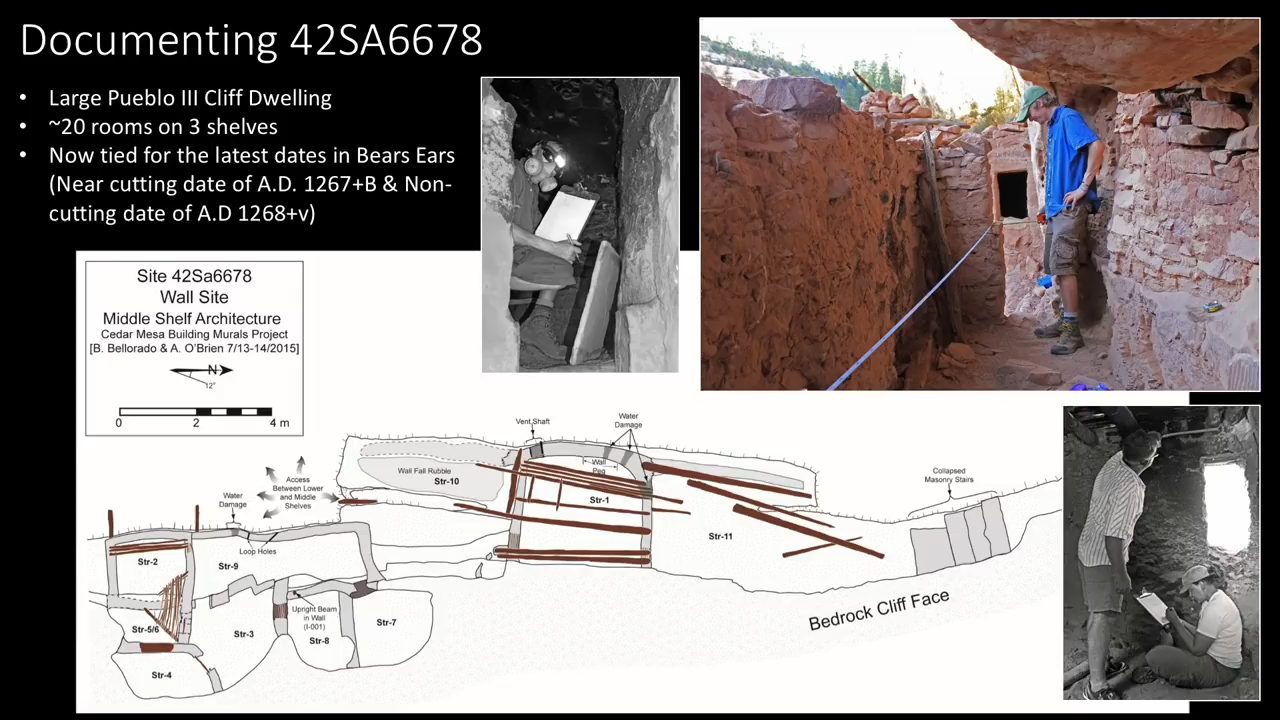 Documenting 42SA6678
• Large Pueblo III Cliff Dwelling
• ~20 rooms on 3 shelves
• Now tied for the latest dates in Bears Ears
(Near cutting date of A.D. 1267+B & Non-
cutting date of A.D 1268+v)
Site 42Sa6678
Wall Site
Middle Shelf Architecture
Cedar Mesa Building Murals Project
[B. Bellorado & A. O'Brien 7/13-14/2015]
N
12°
0 2 4 m
Vent Shaft
Water
Damage
Wall Fall Rubble
Str-10
Wall
Peg
Str-1
Access
Between Lower
and Middle
Shelves
Water
Damage
Collapsed
Masonry Stairs
Str-11
Loop Holes
Str-2
Str-9
Str-5/6
Str-3
Upright Beam
in Wall
(I-001)
Str-8
Str-7
Str-4
Bedrock Cliff Face